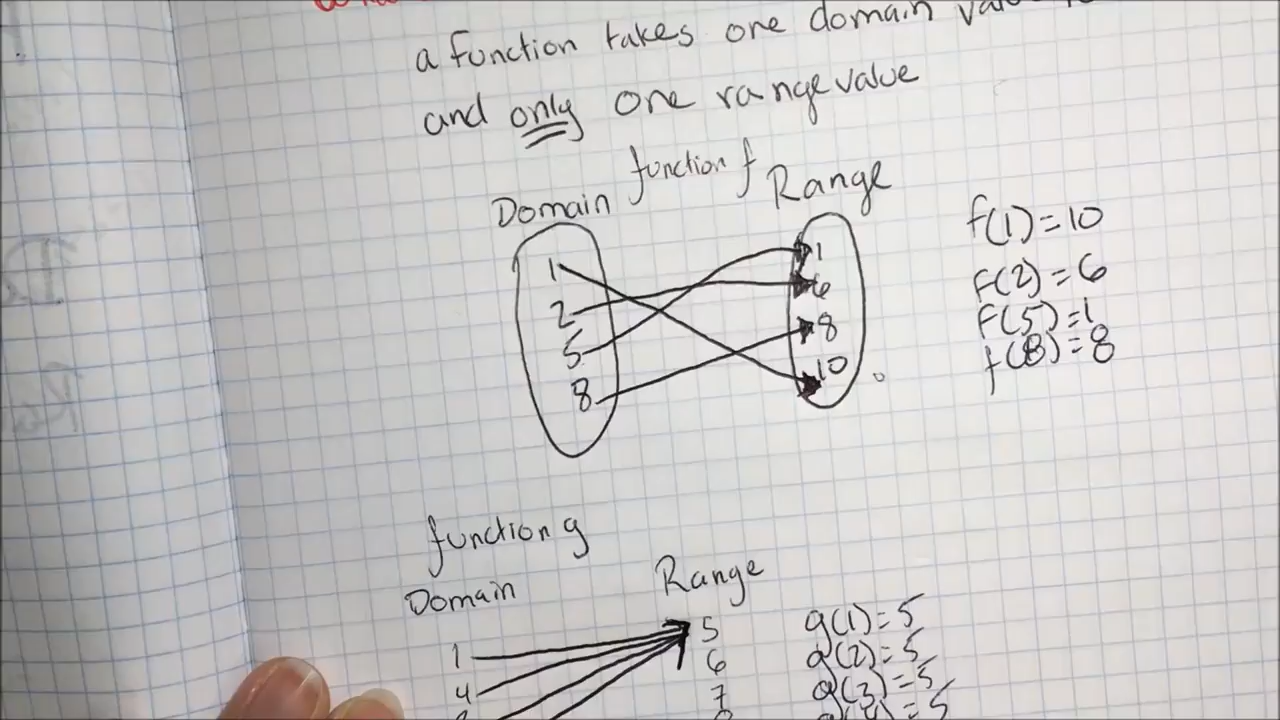 a function takes one domain
and only one range value
function f
Domain Range
1 1
2 6
5 8
8 10
f(1)=10
f(2)=6
f(5)=1
f(8)=8
function g
Domain Range
1 5
4 6
7
g(1)=5
g(2)=5
g(3)=5